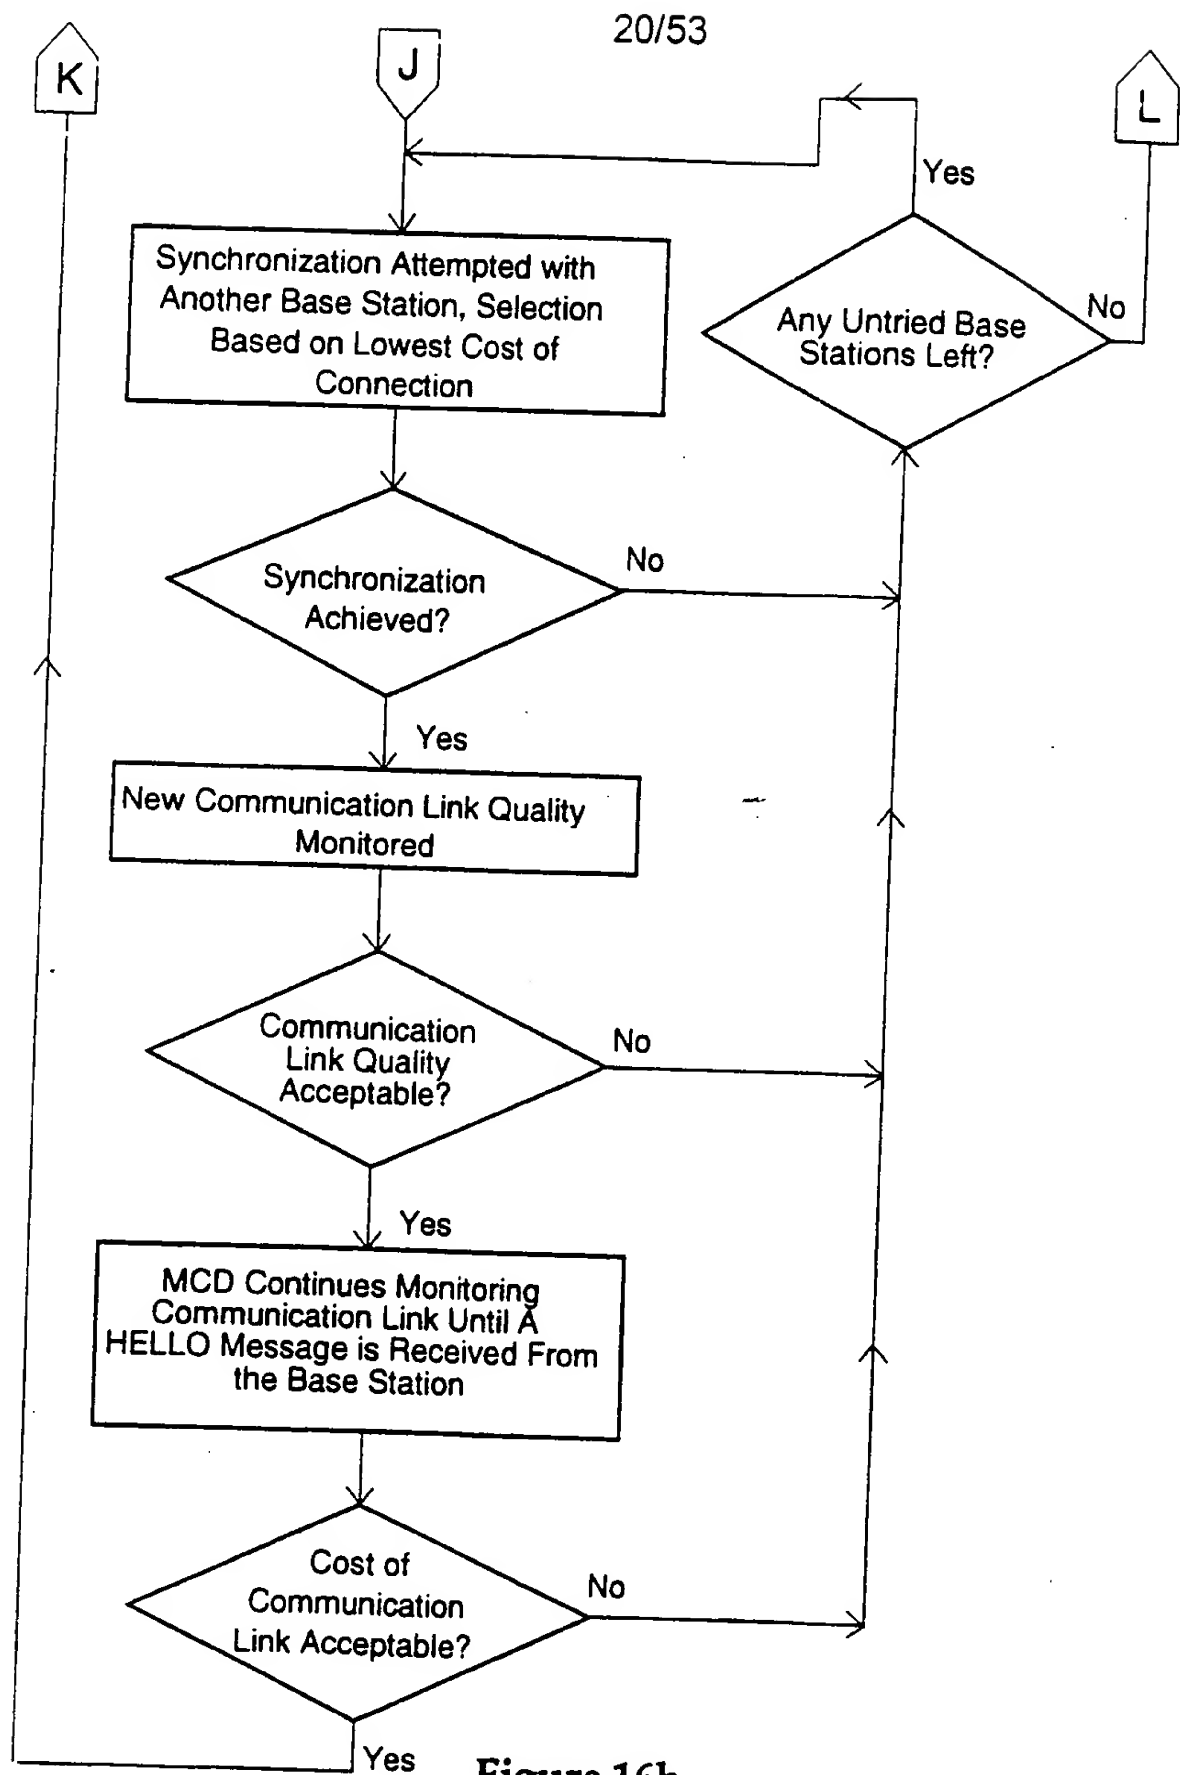 20/53
K
J
L
Yes
Synchronization Attempted with
Another Base Station, Selection
Based on Lowest Cost of
Connection
Any Untried Base
Stations Left?
No
Synchronization
Achieved?
No
Yes
New Communication Link Quality
Monitored
Communication
Link Quality
Acceptable?
No
Yes
MCD Continues Monitoring
Communication Link Until A
HELLO Message is Received From
the Base Station
Cost of
Communication
Link Acceptable?
No
Yes
Figure 16b